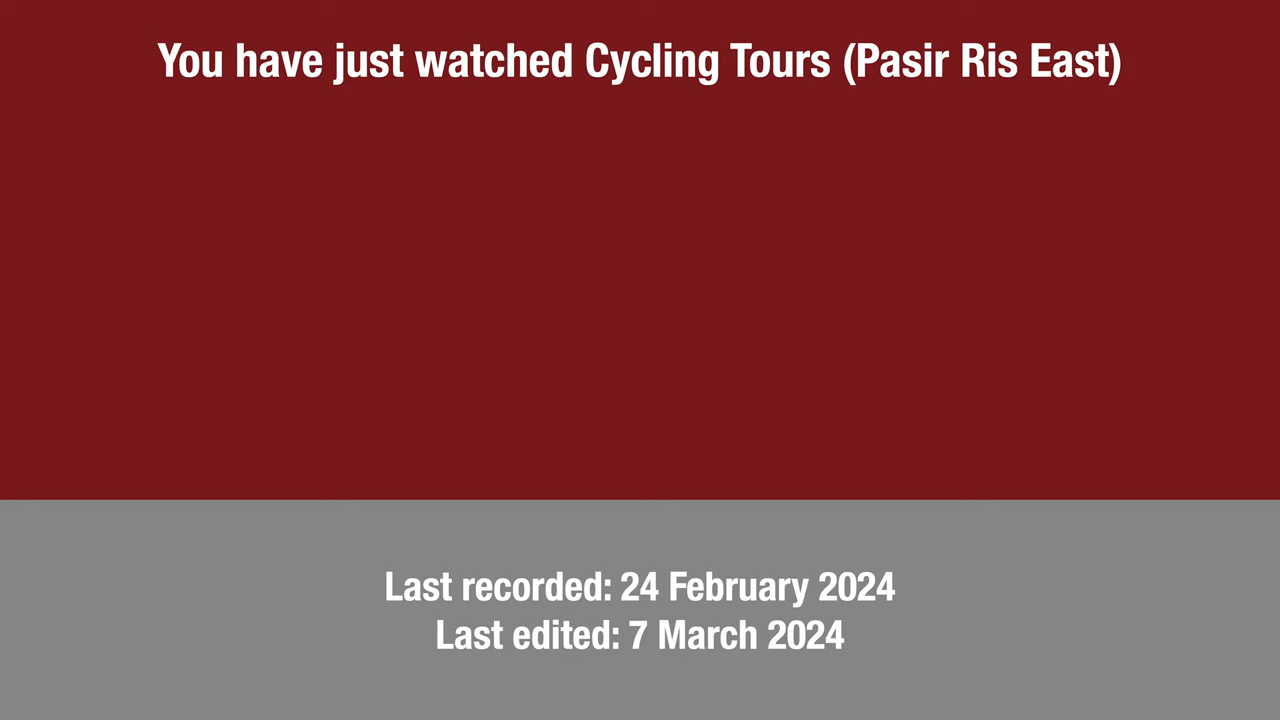 You have just watched Cycling Tours (Pasir Ris East)
Last recorded: 24 February 2024
Last edited: 7 March 2024